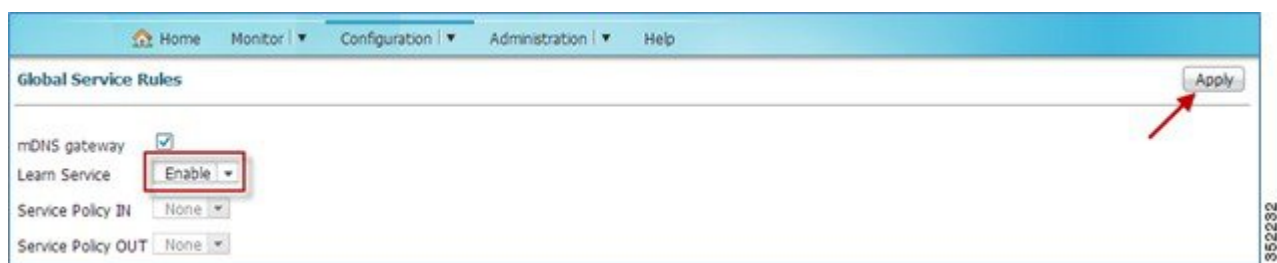 Home Monitor Configuration Administration Help
Global Service Rules Apply
mDNS gateway
Learn Service Enable
Service Policy IN None
Service Policy OUT None
352232